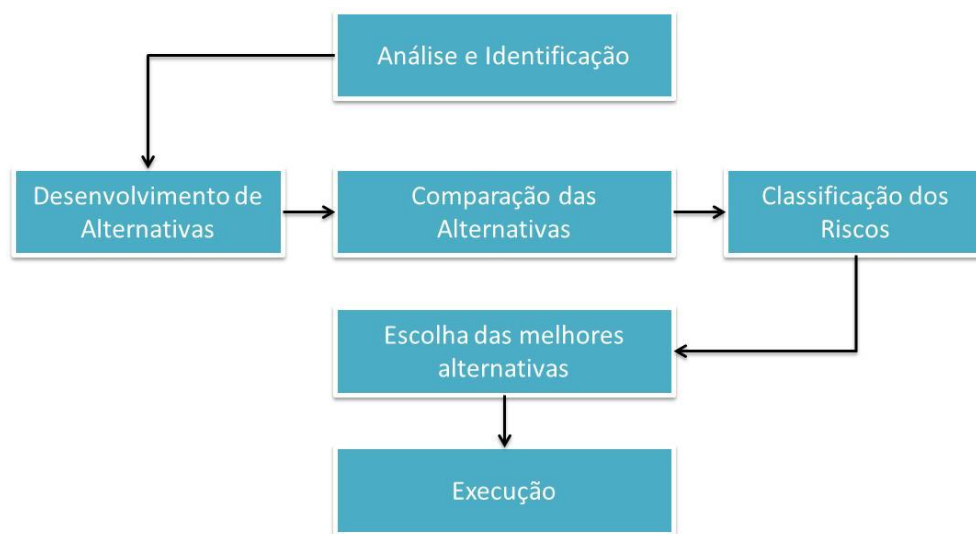 Análise e Identificação
Desenvolvimento de
Alternativas
Comparação das
Alternativas
Classificação dos
Riscos
Escolha das melhores
alternativas
Execução